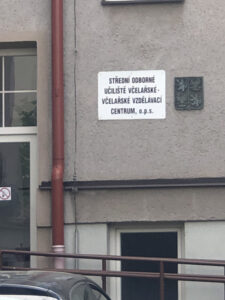 STŘEDNÍ ODBORNÉ
UČILIŠTĚ VČELAŘSKÉ-
VČELAŘSKÉ VZDĚLÁVACÍ
CENTRUM, o.p.s.